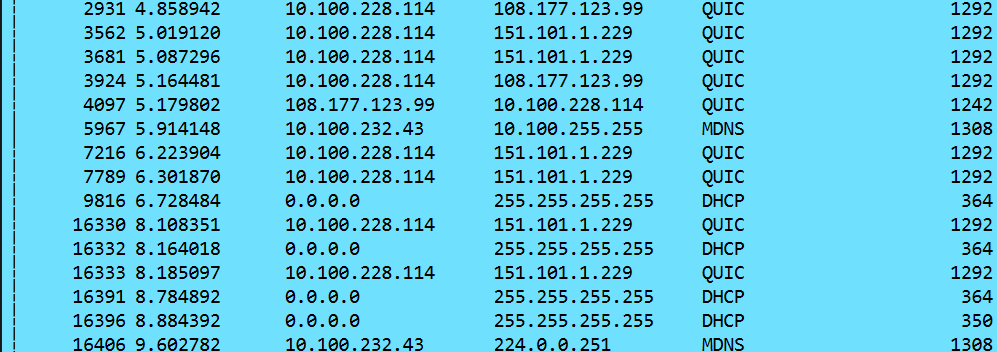 2931 4.858942 10.100.228.114 108.177.123.99 QUIC 1292
3562 5.019120 10.100.228.114 151.101.1.229 QUIC 1292
3681 5.087296 10.100.228.114 151.101.1.229 QUIC 1292
3924 5.164481 10.100.228.114 108.177.123.99 QUIC 1292
4097 5.179802 108.177.123.99 10.100.228.114 QUIC 1242
5967 5.914148 10.100.232.43 10.100.255.255 MDNS 1308
7216 6.223904 10.100.228.114 151.101.1.229 QUIC 1292
7789 6.301870 10.100.228.114 151.101.1.229 QUIC 1292
9816 6.728484 0.0.0.0 255.255.255.255 DHCP 364
16330 8.108351 10.100.228.114 151.101.1.229 QUIC 1292
16332 8.164018 0.0.0.0 255.255.255.255 DHCP 364
16333 8.185097 10.100.228.114 151.101.1.229 QUIC 1292
16391 8.784892 0.0.0.0 255.255.255.255 DHCP 364
16396 8.884392 0.0.0.0 255.255.255.255 DHCP 350
16406 9.602782 10.100.232.43 224.0.0.251 MDNS 1308